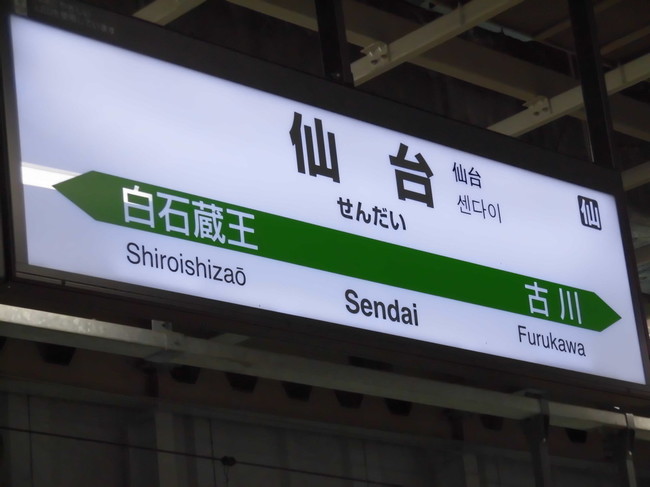 仙台
仙台
센다이
せんだい
仙
白石蔵王
古川
Shiroishizaō
Sendai
Furukawa